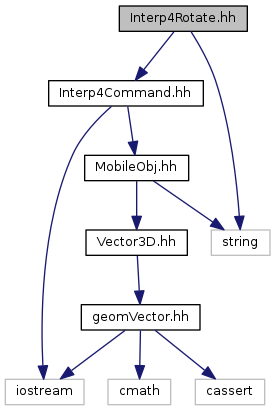 Interp4Rotate.hh
Interp4Command.hh
MobileObj.hh
Vector3D.hh
string
geomVector.hh
iostream
cmath
cassert